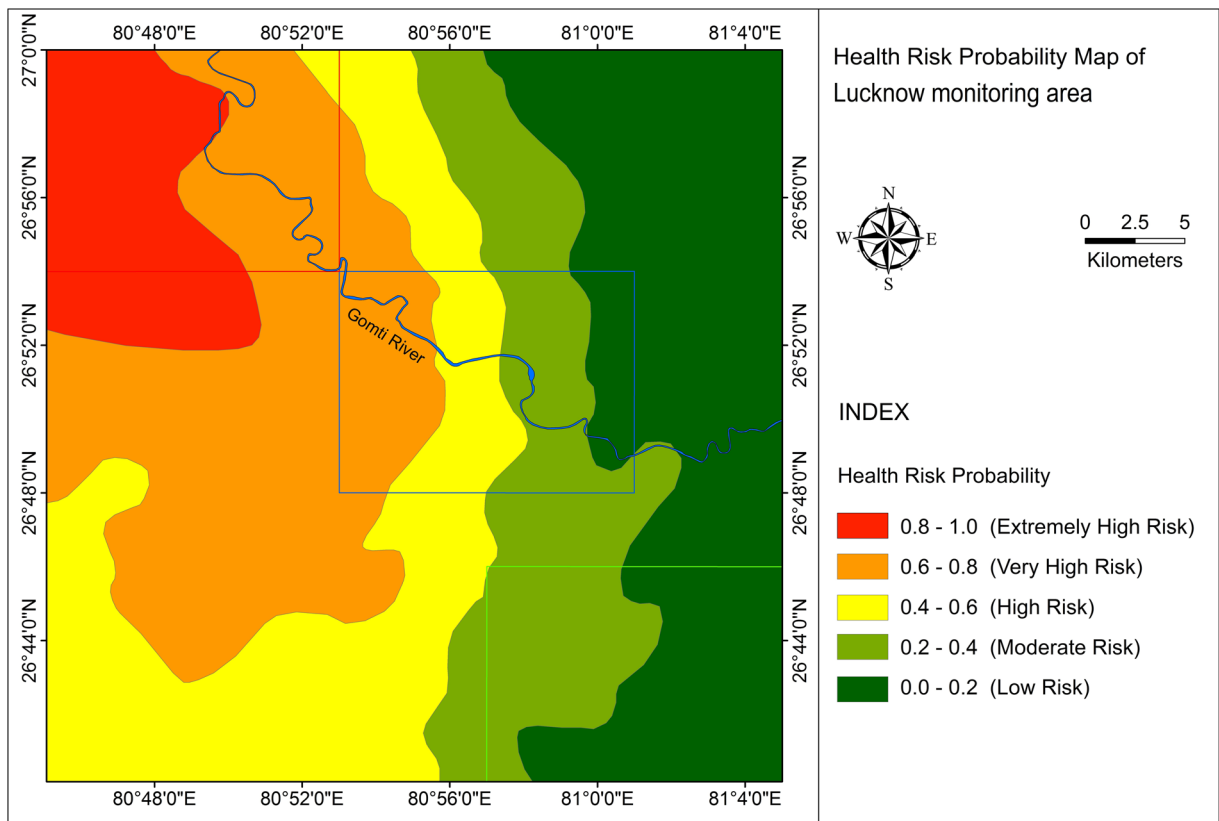 80°48'0"E 80°52'0"E 80°56'0"E 81°0'0"E 81°4'0"E
27°0'0"N
26°56'0"N
26°52'0"N
26°48'0"N
26°44'0"N
Gomti River
26°56'0"N
26°52'0"N
26°48'0"N
26°44'0"N
80°48'0"E 80°52'0"E 80°56'0"E 81°0'0"E 81°4'0"E
Health Risk Probability Map of
Lucknow monitoring area
N
W E
S
0 2.5 5
Kilometers
INDEX
Health Risk Probability
0.8 - 1.0 (Extremely High Risk)
0.6 - 0.8 (Very High Risk)
0.4 - 0.6 (High Risk)
0.2 - 0.4 (Moderate Risk)
0.0 - 0.2 (Low Risk)